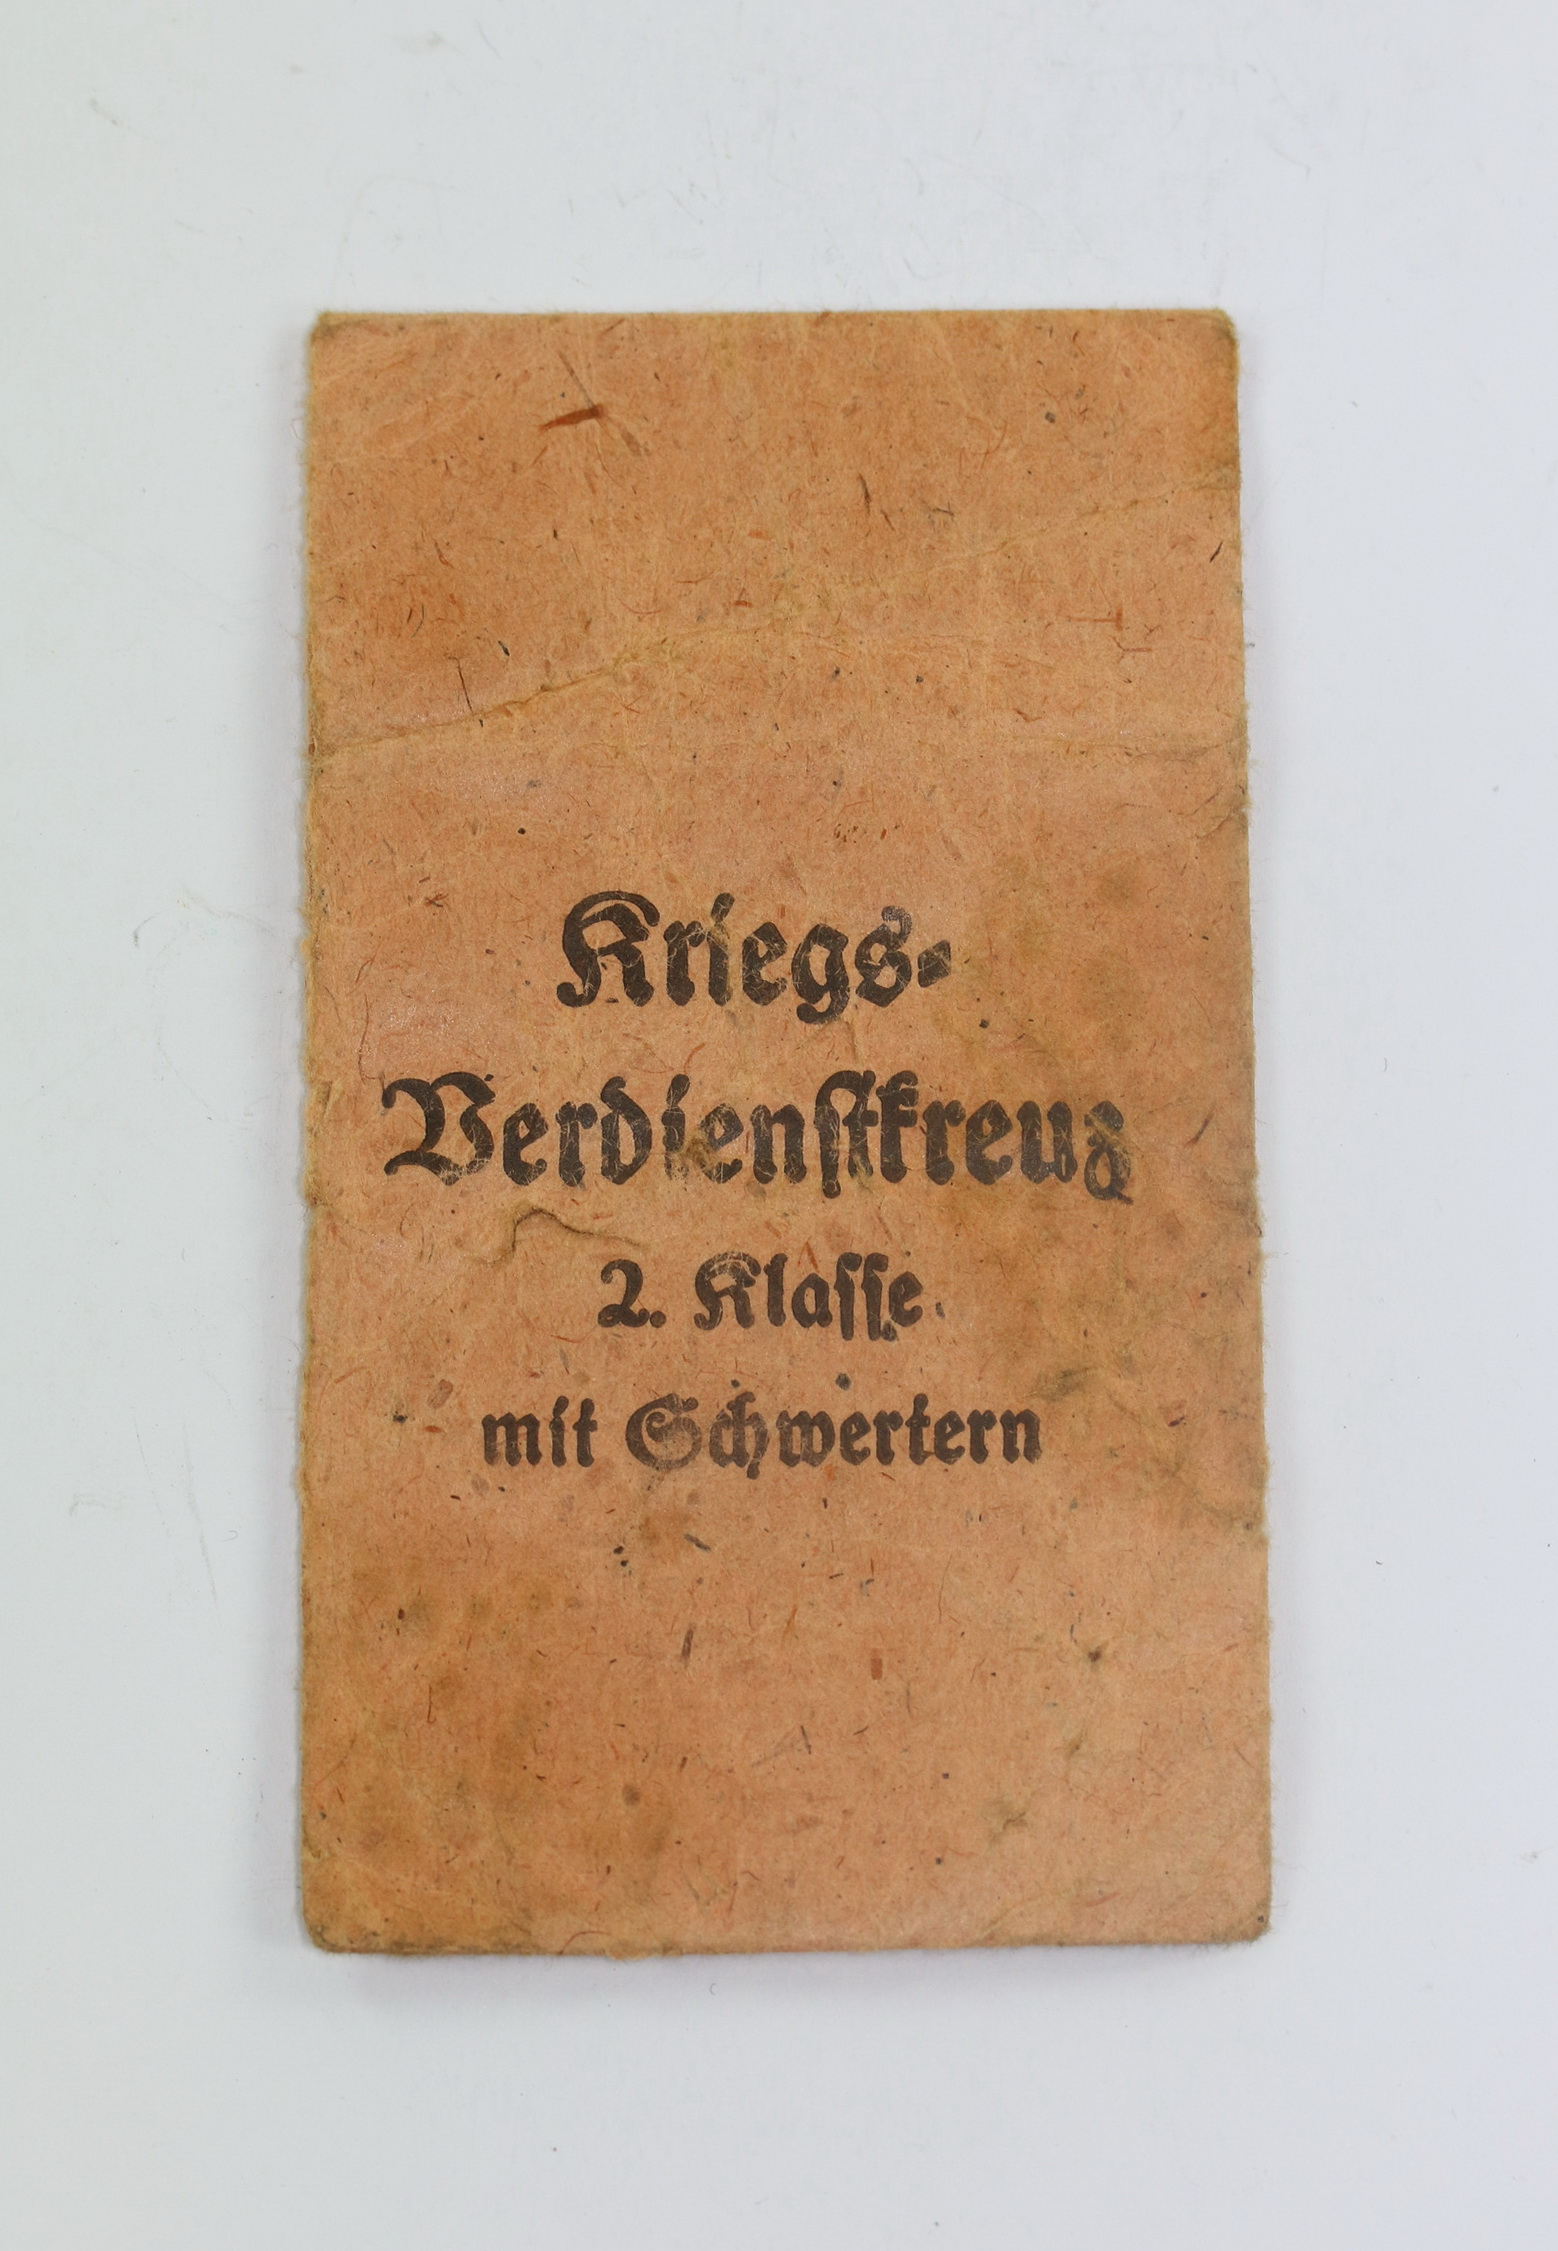 Kriegs-
Verdienstkreuz
2. Klasse
mit Schwertern